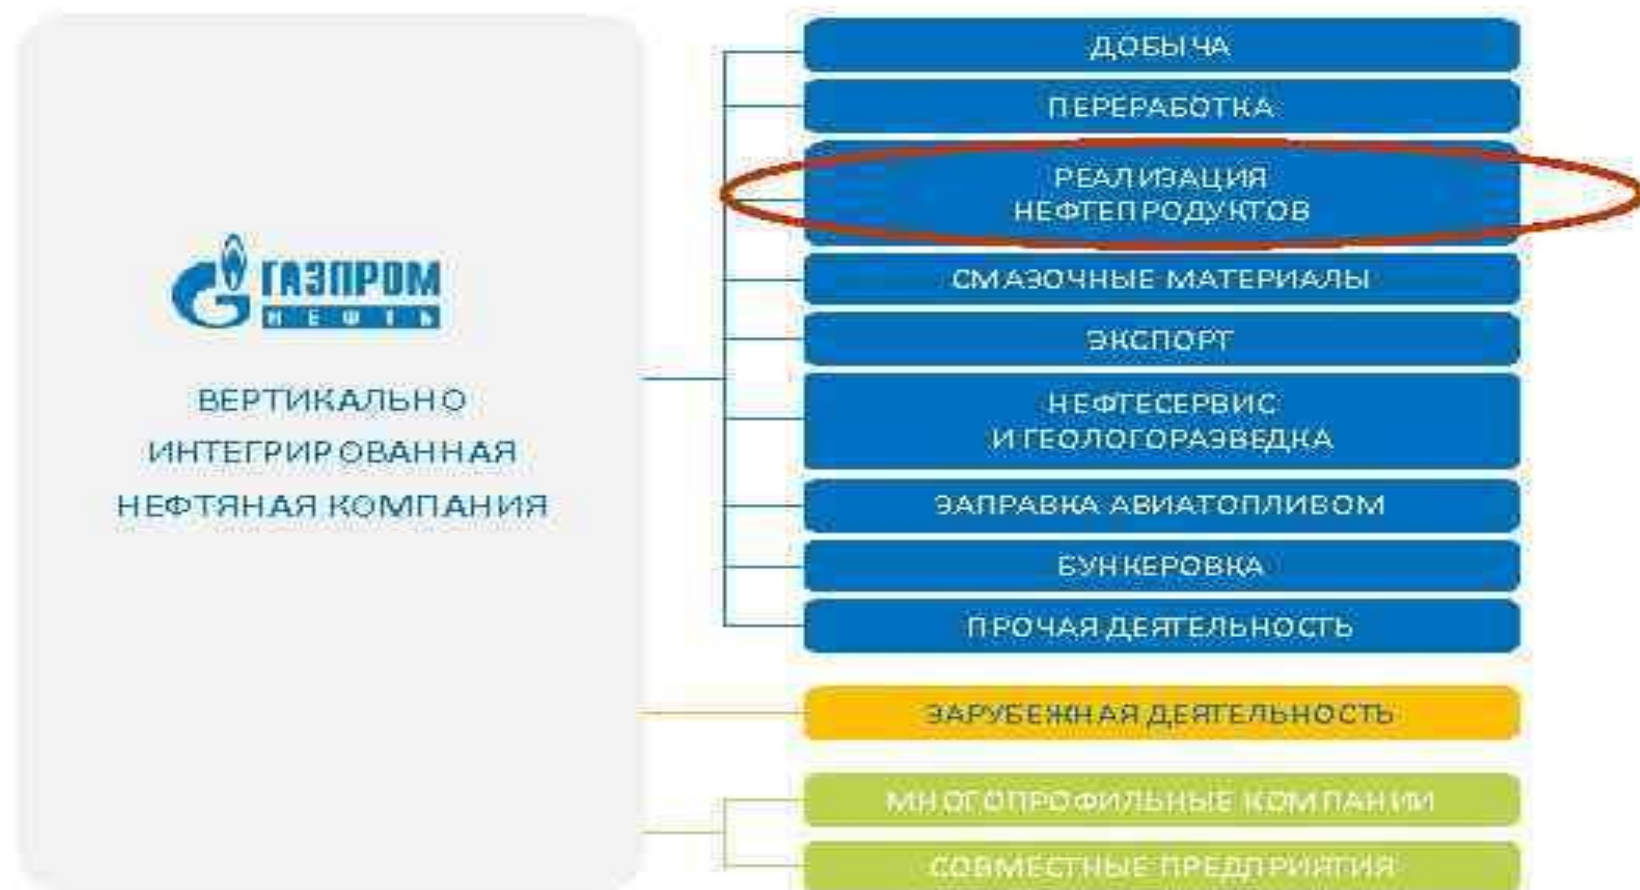 ГАЗПРОМ
НЕФТЬ
ВЕРТИКАЛЬНО
ИНТЕГРИРОВАННАЯ
НЕФТЯНАЯ КОМПАНИЯ
ДОБЫЧА
ПЕРЕРАБОТКА
РЕАЛИЗАЦИЯ
НЕФТЕПРОДУКТОВ
СМАЗОЧНЫЕ МАТЕРИАЛЫ
ЭКСПОРТ
НЕФТЕСЕРВИС
И ГЕОЛОГОРАЗВЕДКА
ЗАПРАВКА АВИАТОПЛИВОМ
БУНКЕРОВКА
ПРОЧАЯ ДЕЯТЕЛЬНОСТЬ
ЗАРУБЕЖНАЯ ДЕЯТЕЛЬНОСТЬ
МНОГОПРОФИЛЬНЫЕ КОМПАНИИ
СОВМЕСТНЫЕ ПРЕДПРИЯТИЯ